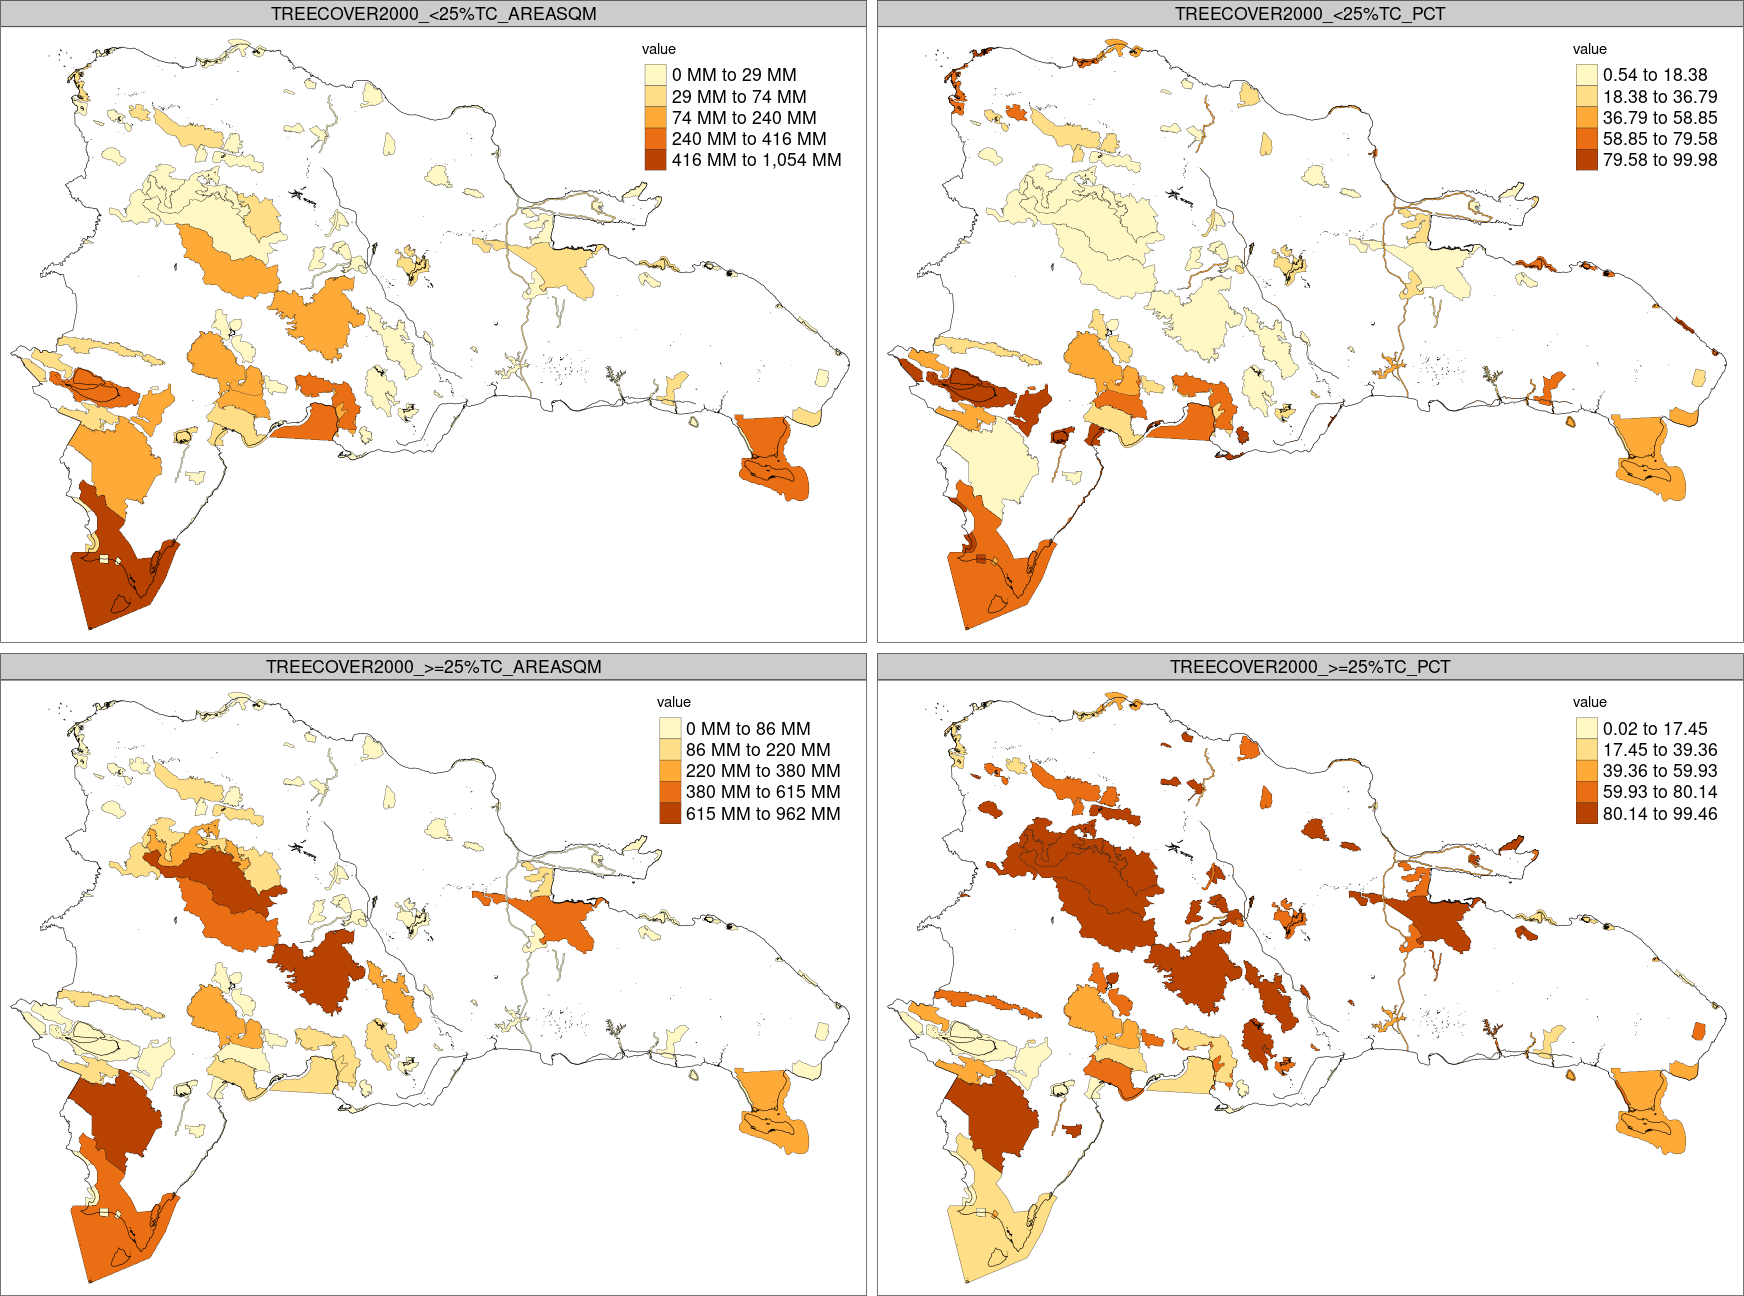 TREECOVER2000_<25%TC_AREASQM
value
0 MM to 29 MM
29 MM to 74 MM
74 MM to 240 MM
240 MM to 416 MM
416 MM to 1,054 MM
TREECOVER2000_<25%TC_PCT
value
0.54 to 18.38
18.38 to 36.79
36.79 to 58.85
58.85 to 79.58
79.58 to 99.98
TREECOVER2000_>=25%TC_AREASQM
value
0 MM to 86 MM
86 MM to 220 MM
220 MM to 380 MM
380 MM to 615 MM
615 MM to 962 MM
TREECOVER2000_>=25%TC_PCT
value
0.02 to 17.45
17.45 to 39.36
39.36 to 59.93
59.93 to 80.14
80.14 to 99.46